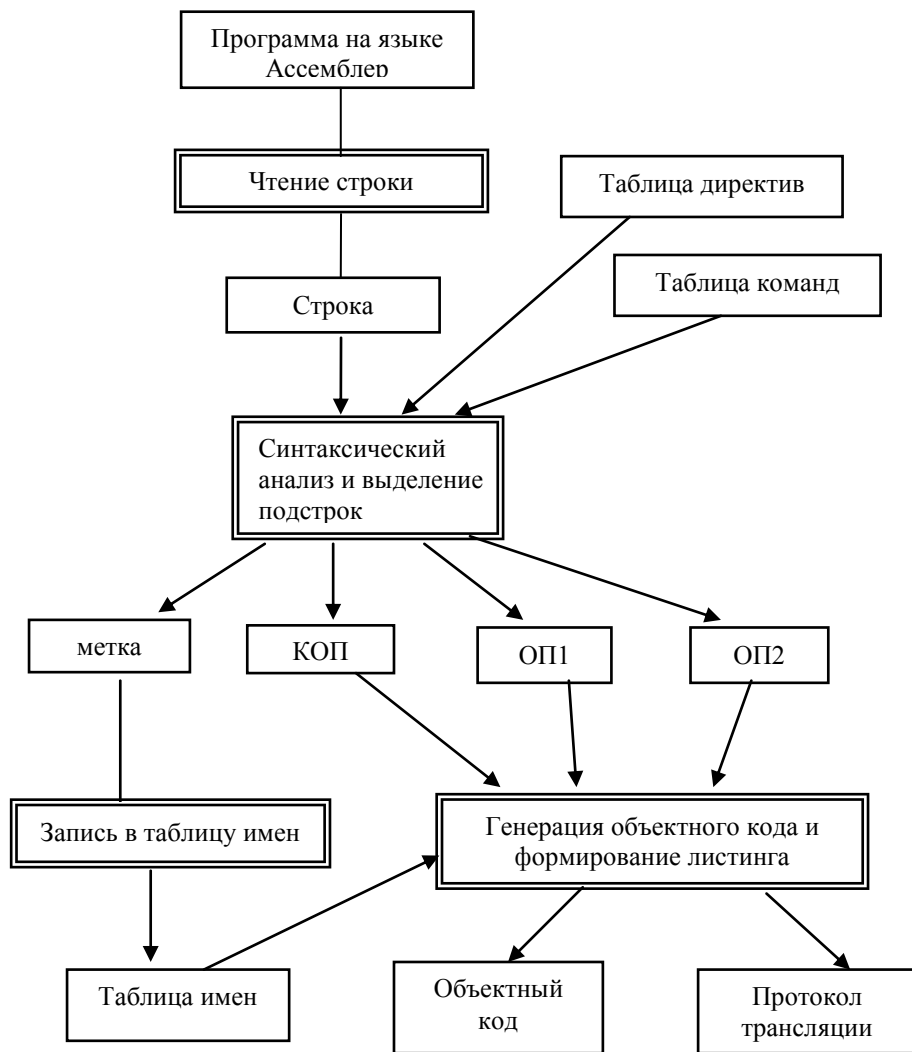 Программа на языке
Ассемблер
Чтение строки
Таблица директив
Таблица команд
Строка
Синтаксический
анализ и выделение
подстрок
метка
КОП
ОП1
ОП2
Запись в таблицу имен
Генерация объектного кода и
формирование листинга
Таблица имен
Объектный
код
Протокол
трансляции